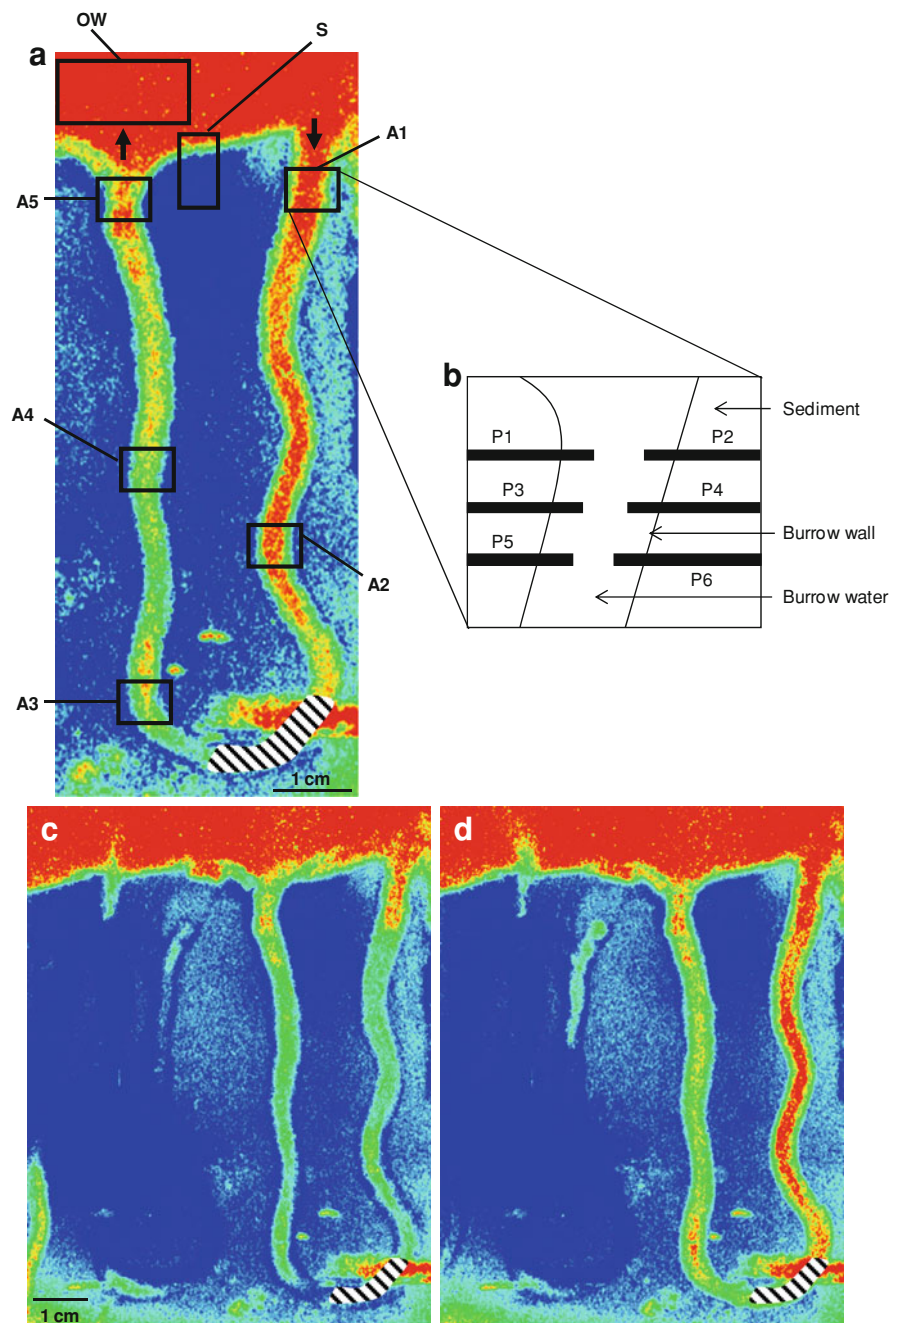 OW
S
a
A1
A5
b
Sediment
P1
P2
A4
P3
P4
Burrow wall
P5
A2
P6
Burrow water
A3
1 cm
c
d
1 cm